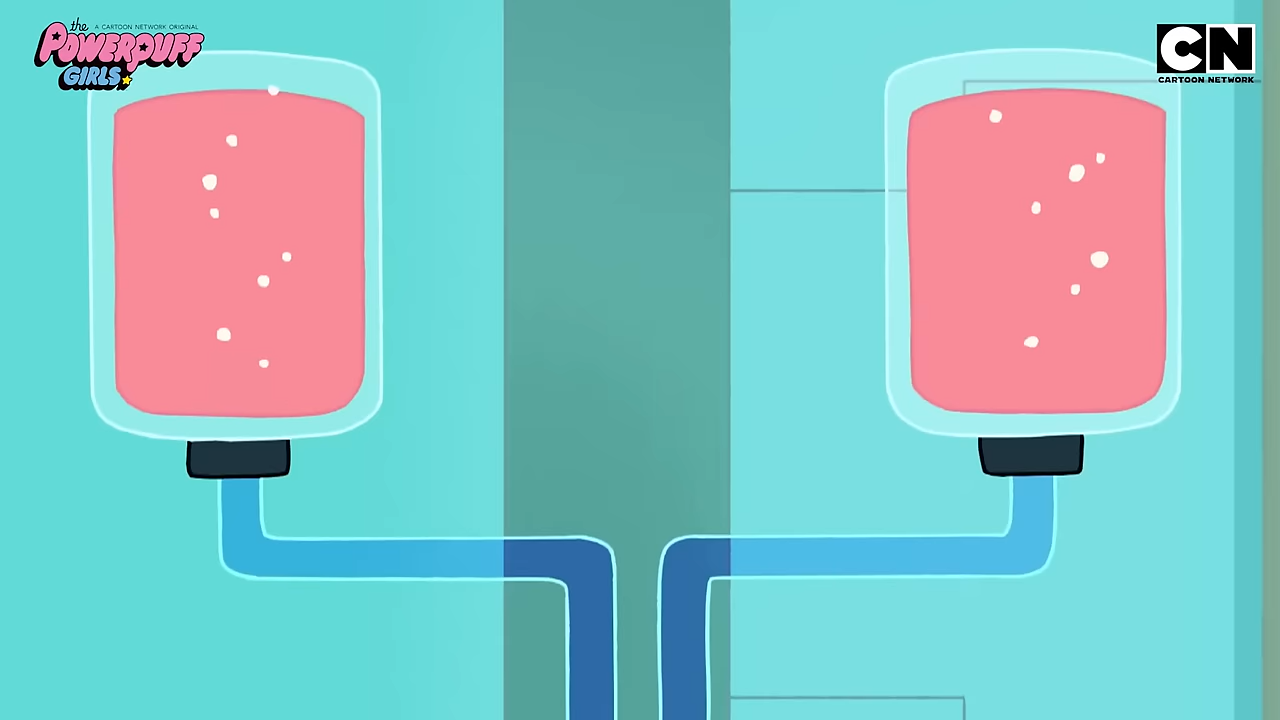 the
A CARTOON NETWORK ORIGINAL
POWERPUFF
GIRLS
CN
CARTOON NETWORK